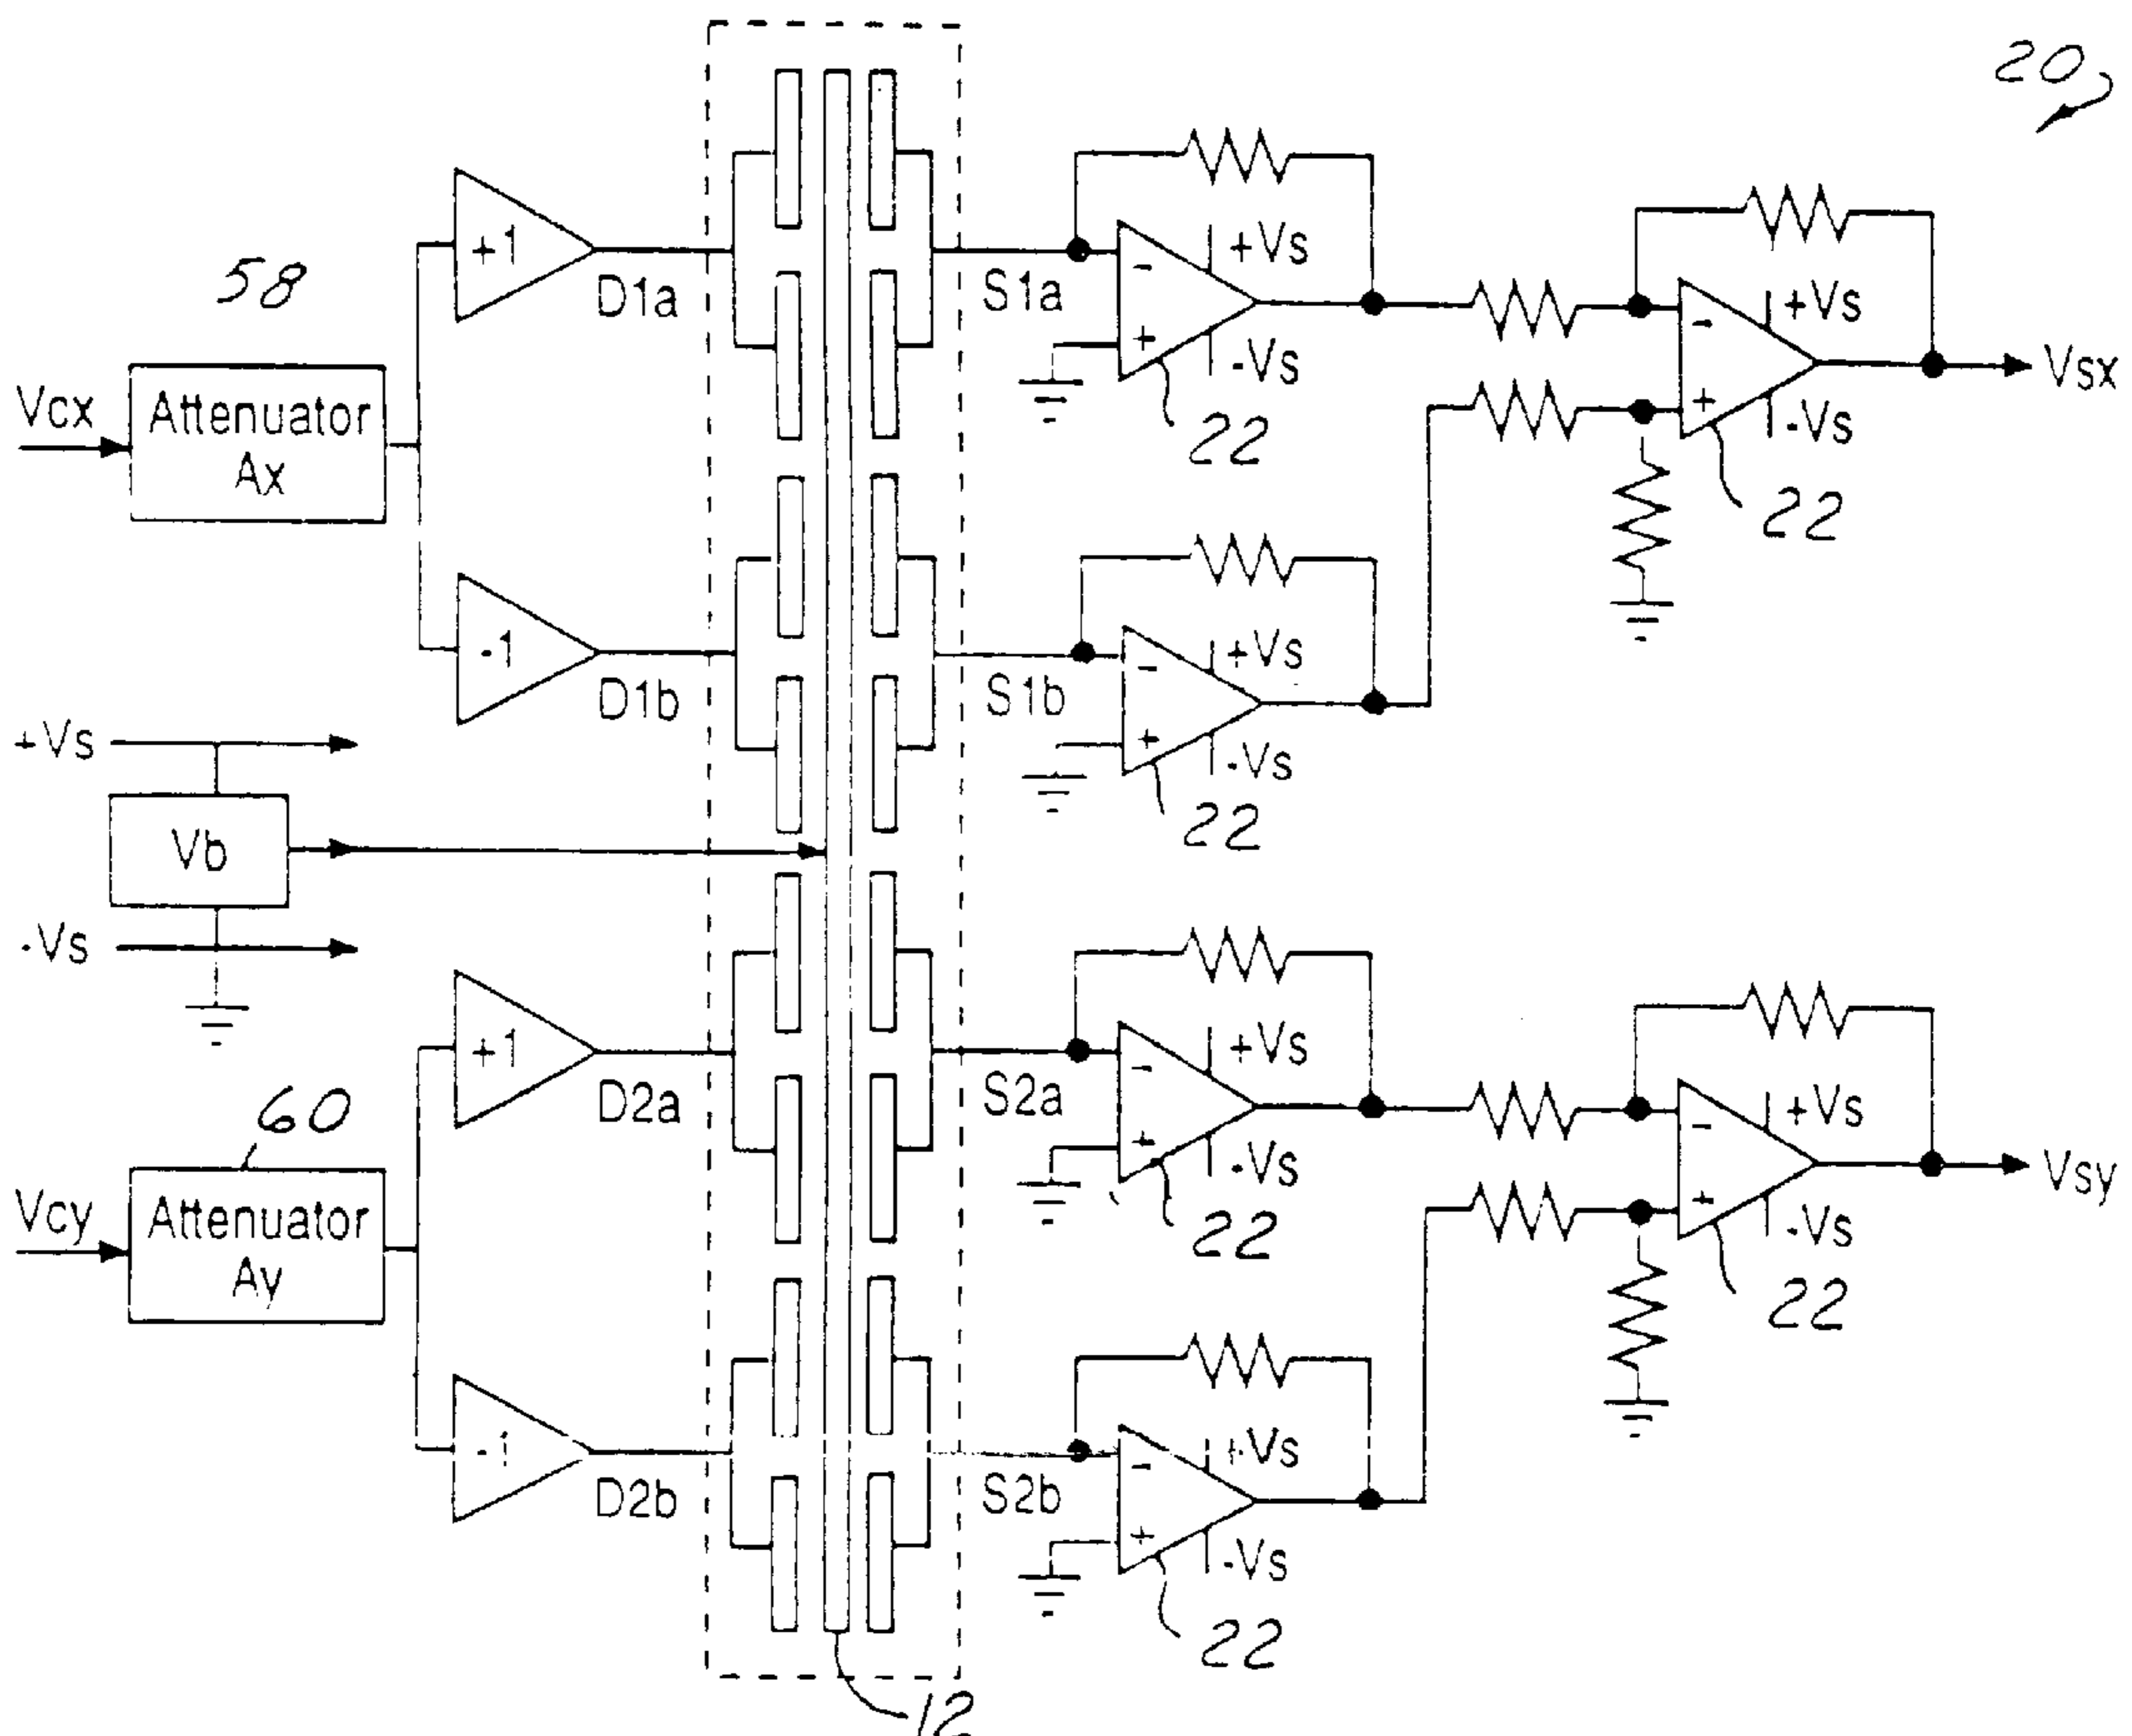 20
+1
+Vs
58
D1a
S1a
-
+
-Vs
22
+Vs
-
+
-Vs
22
Vsx
Vcx
Attenuator
Ax
-1
D1b
S1b
-
+
+Vs
-Vs
22
+Vs
Vb
-Vs
+1
D2a
S2a
-
+
+Vs
-Vs
22
+Vs
-
+
-Vs
22
Vsy
60
Vcy
Attenuator
Ay
-1
D2b
S2b
-
+
+Vs
-Vs
22
12